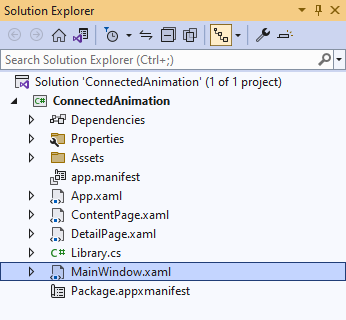 Solution Explorer
Search Solution Explorer (Ctrl+;)
Solution 'ConnectedAnimation' (1 of 1 project)
C# ConnectedAnimation
Dependencies
Properties
Assets
app.manifest
App.xaml
ContentPage.xaml
DetailPage.xaml
C# Library.cs
MainWindow.xaml
Package.appxmanifest